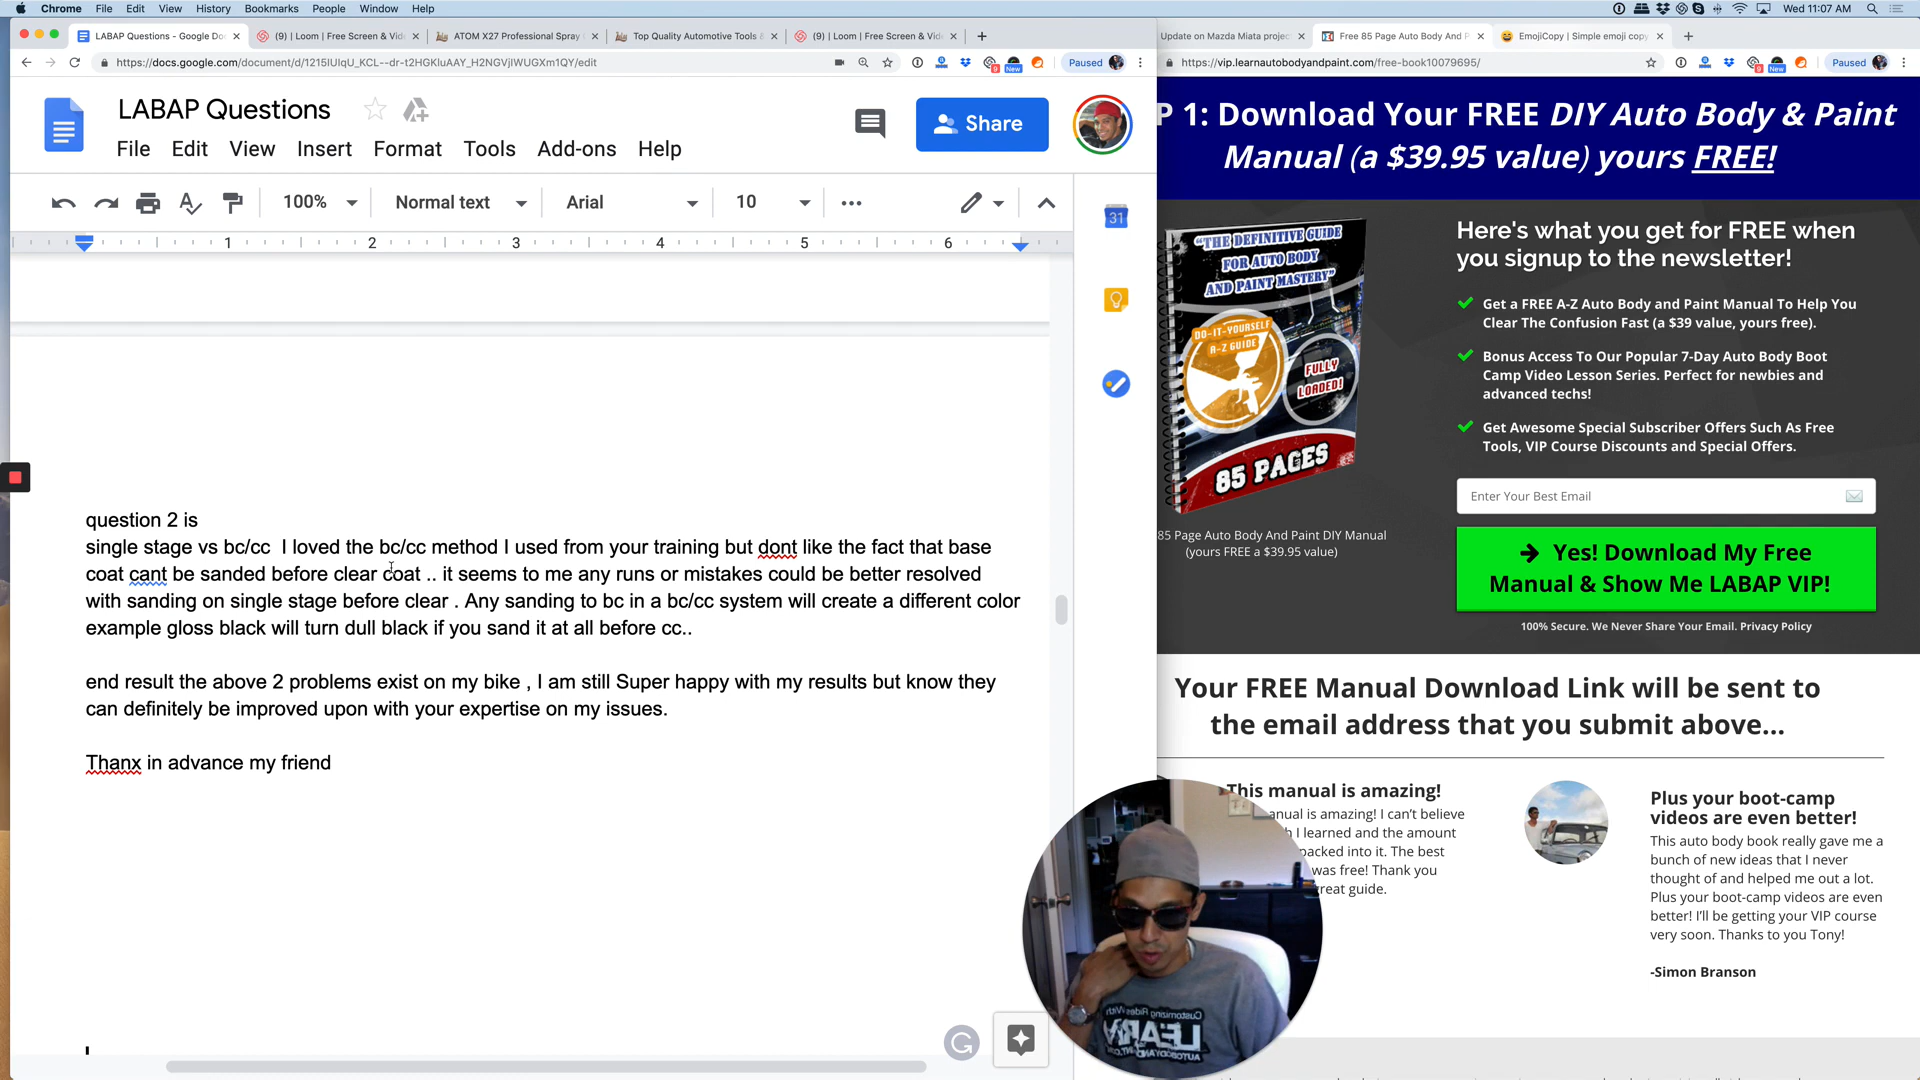 Chrome File Edit View History Bookmarks People Window Help
Wed 11:07 AM
LABAP Questions - Google Do
(9) | Loom | Free Screen & Vid
ATOM X27 Professional Spray
Top Quality Automotive Tools &
(9) | Loom | Free Screen & Vid
Update on Mazda Miata projec
Free 85 Page Auto Body And P
EmojiCopy | Simple emoji copy
https://docs.google.com/document/d/1215IUIqU_KCL--dr-t2HGKluAAY_H2NGVjIWUGXm1QY/edit
Paused
https://vip.learnautobodyandpaint.com/free-book10079695/
Paused
LABAP Questions
File Edit View Insert Format Tools Add-ons Help
Share
100% Normal text Arial 10
1 2 3 4 5 6
31
question 2 is
single stage vs bc/cc I loved the bc/cc method I used from your training but dont like the fact that base
coat cant be sanded before clear coat .. it seems to me any runs or mistakes could be better resolved
with sanding on single stage before clear . Any sanding to bc in a bc/cc system will create a different color
example gloss black will turn dull black if you sand it at all before cc..
end result the above 2 problems exist on my bike , I am still Super happy with my results but know they
can definitely be improved upon with your expertise on my issues.
Thanx in advance my friend
P 1: Download Your FREE DIY Auto Body & Paint
Manual (a $39.95 value) yours FREE!
"THE DEFINITIVE GUIDE
FOR AUTO BODY
AND PAINT MASTERY"
DO-IT-YOURSELF
A-Z GUIDE
FULLY
LOADED!
85 PAGES
85 Page Auto Body And Paint DIY Manual
(yours FREE a $39.95 value)
Here's what you get for FREE when
you signup to the newsletter!
Get a FREE A-Z Auto Body and Paint Manual To Help You
Clear The Confusion Fast (a $39 value, yours free).
Bonus Access To Our Popular 7-Day Auto Body Boot
Camp Video Lesson Series. Perfect for newbies and
advanced techs!
Get Awesome Special Subscriber Offers Such As Free
Tools, VIP Course Discounts and Special Offers.
Enter Your Best Email
Yes! Download My Free
Manual & Show Me LABAP VIP!
100% Secure. We Never Share Your Email. Privacy Policy
Your FREE Manual Download Link will be sent to
the email address that you submit above...
This manual is amazing!
anual is amazing! I can't believe
h I learned and the amount
packed into it. The best
was free! Thank you
reat guide.
Plus your boot-camp
videos are even better!
This auto body book really gave me a
bunch of new ideas that I never
thought of and helped me out a lot.
Plus your boot-camp videos are even
better! I'll be getting your VIP course
very soon. Thanks to you Tony!
-Simon Branson